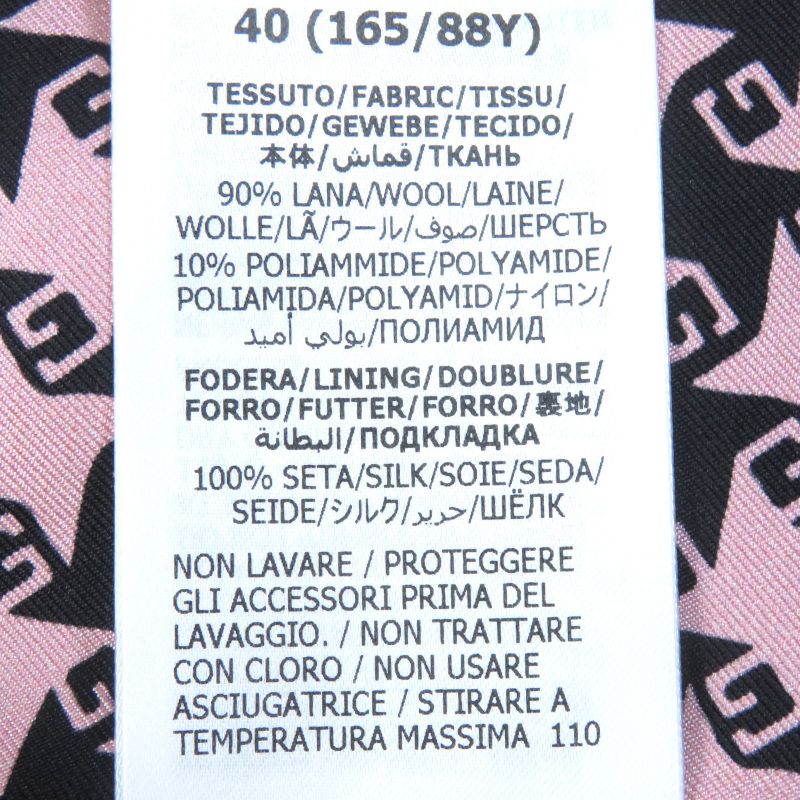 40 (165/88Y)
TESSUTO/FABRIC/TISSU/
TEJIDO/GEWEBE/TECIDO/
本体/قماش/ТКАНЬ
90% LANA/WOOL/LAINE/
WOLLE/LÃ/ウール/صوف/ШЕРСТЬ
10% POLIAMMIDE/POLYAMIDE/
POLIAMIDA/POLYAMID/ナイロン/
بولي أميد/ПОЛИАМИД
FODERA/LINING/DOUBLURE/
FORRO/FUTTER/FORRO/裏地/
البطانة/ПОДКЛАДКА
100% SETA/SILK/SOIE/SEDA/
SEIDE/シルク/حرير/ШЁЛК
NON LAVARE / PROTEGGERE
GLI ACCESSORI PRIMA DEL
LAVAGGIO. / NON TRATTARE
CON CLORO / NON USARE
ASCIUGATRICE / STIRARE A
TEMPERATURA MASSIMA 110